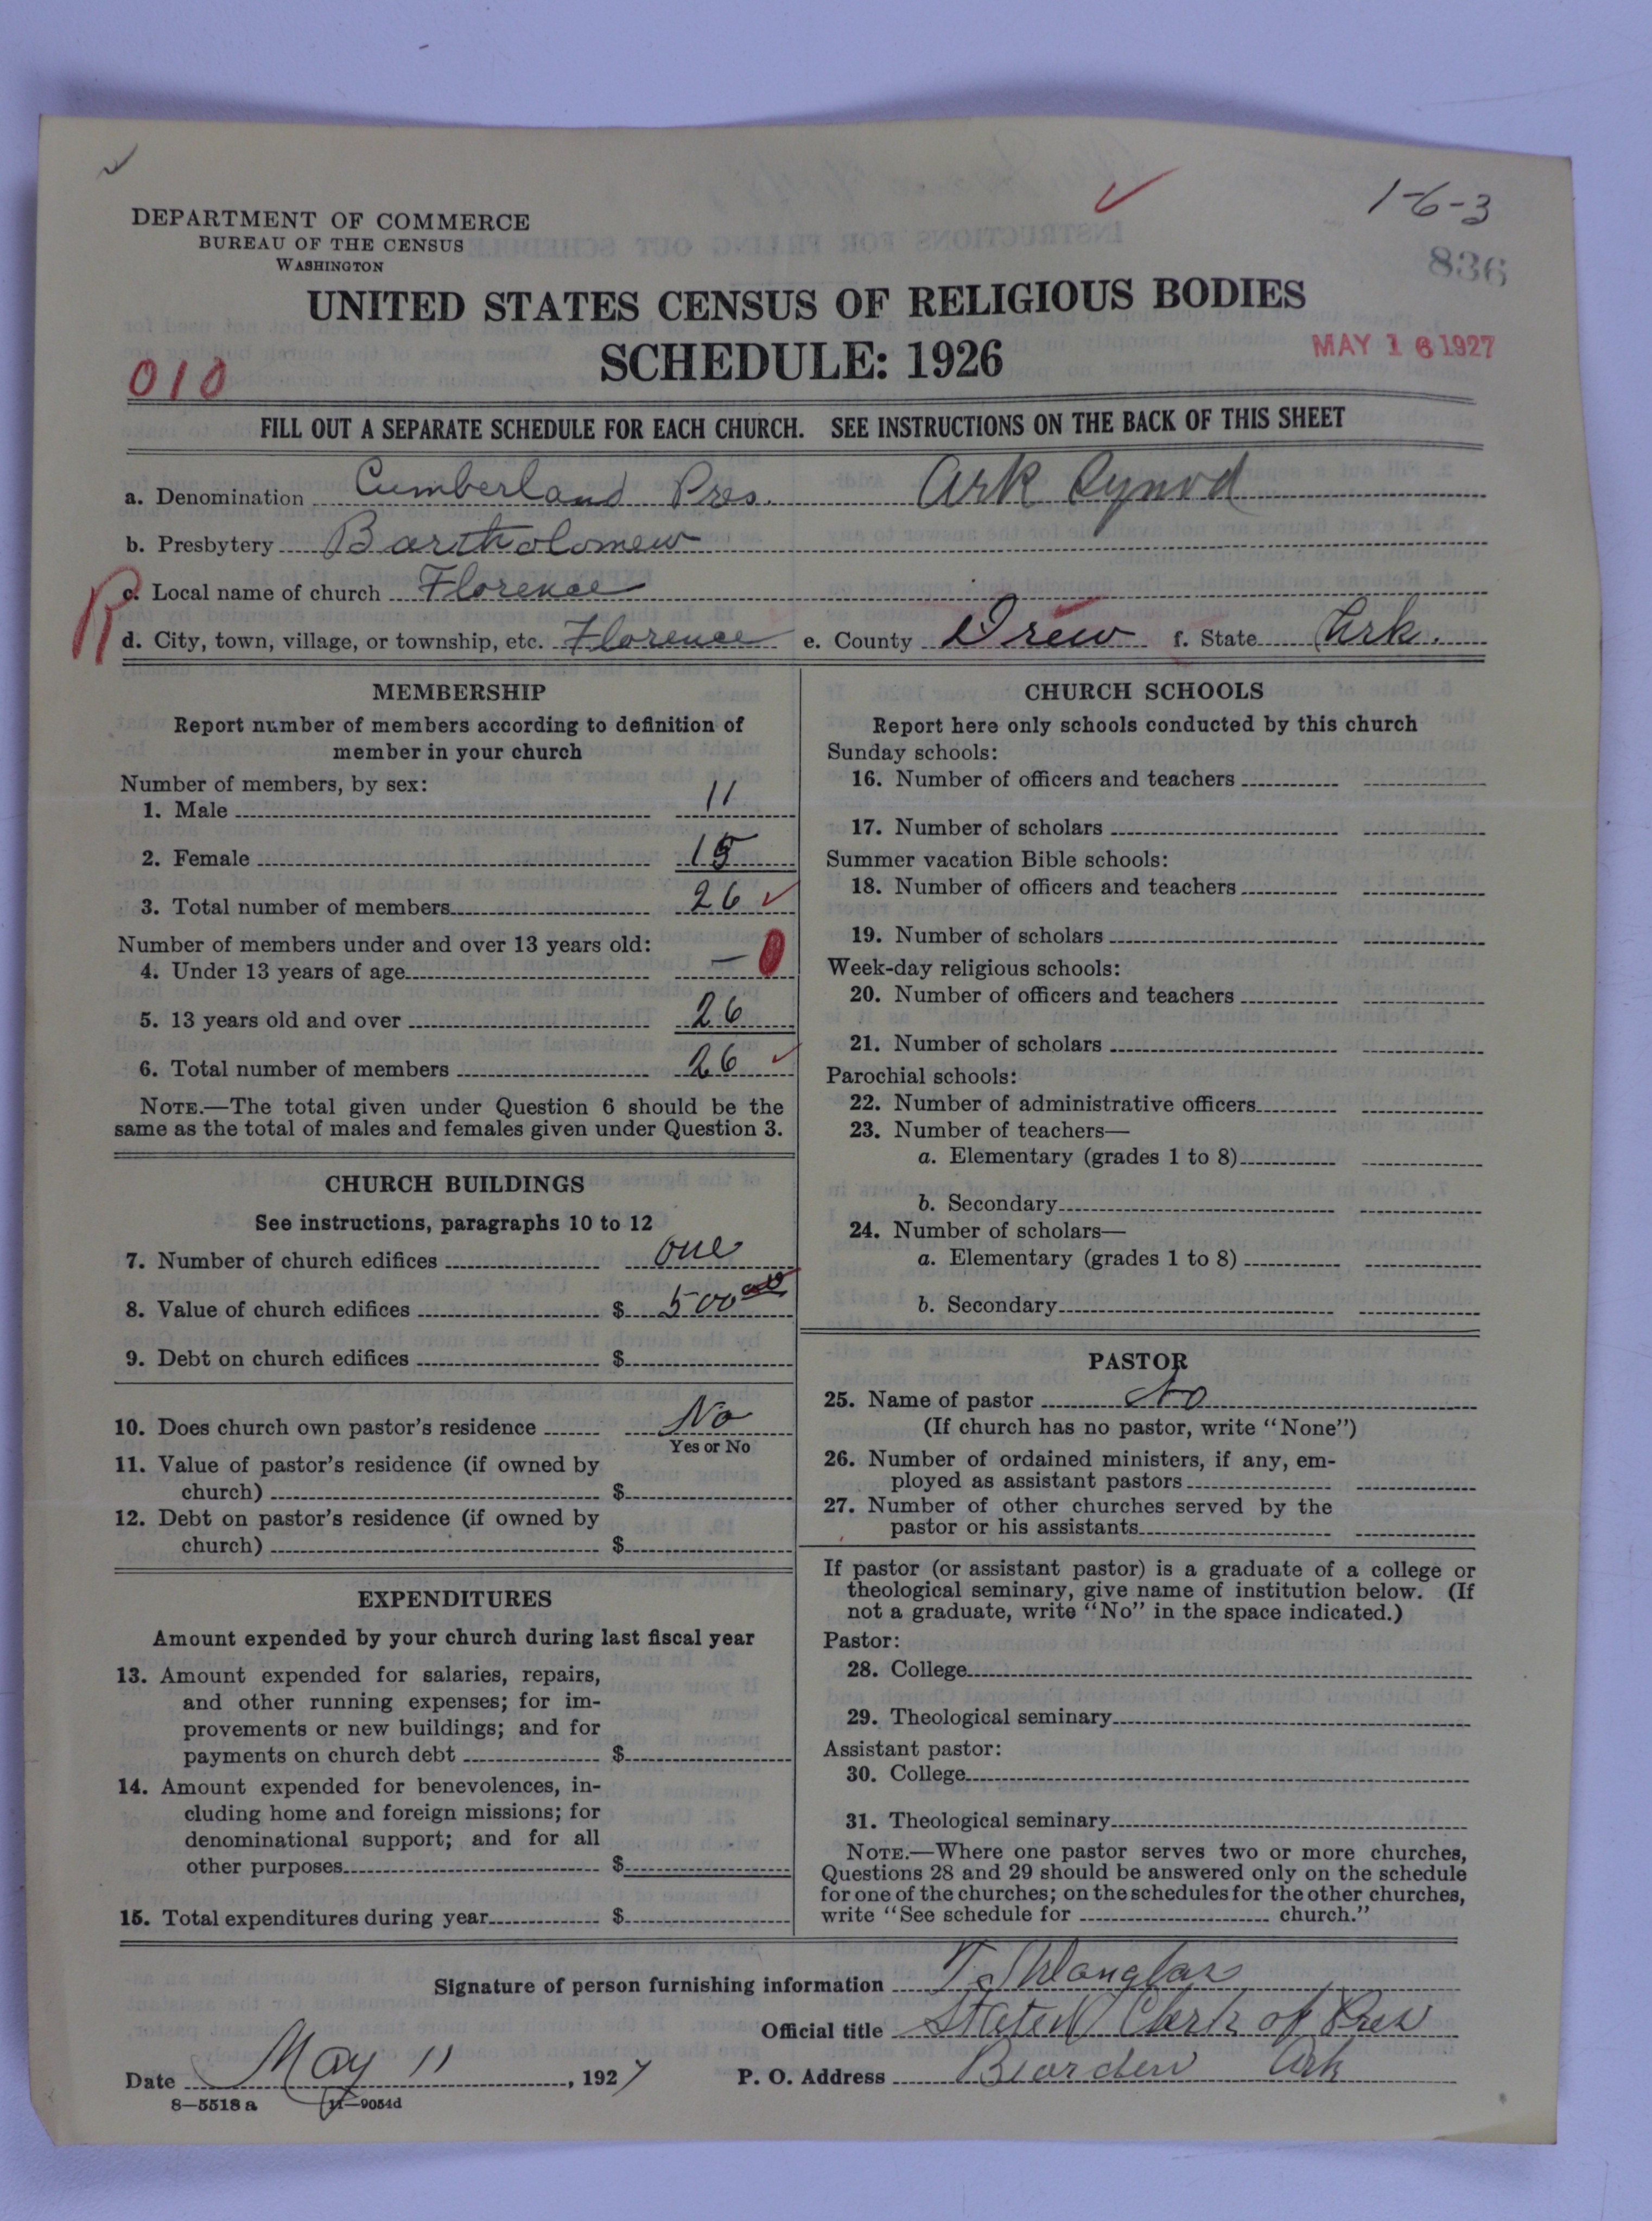 1-6-3
DEPARTMENT OF COMMERCE
BUREAU OF THE CENSUS
WASHINGTON
836
UNITED STATES CENSUS OF RELIGIOUS BODIES
SCHEDULE: 1926
MAY 16 1927
010
FILL OUT A SEPARATE SCHEDULE FOR EACH CHURCH. SEE INSTRUCTIONS ON THE BACK OF THIS SHEET
a. Denomination Cumberland Pres. Ark Synod
b. Presbytery Bartholomew
R
c. Local name of church Florence
d. City, town, village, or township, etc. Florence e. County Drew f. State Ark.
MEMBERSHIP
Report number of members according to definition of
member in your church
Number of members, by sex:
1. Male 11
2. Female 15
3. Total number of members 26
Number of members under and over 13 years old:
4. Under 13 years of age – 0
5. 13 years old and over 26
6. Total number of members 26
NOTE.—The total given under Question 6 should be the
same as the total of males and females given under Question 3.
CHURCH BUILDINGS
See instructions, paragraphs 10 to 12
7. Number of church edifices one
8. Value of church edifices $ 500
9. Debt on church edifices $
10. Does church own pastor's residence No
Yes or No
11. Value of pastor's residence (if owned by
church) $
12. Debt on pastor's residence (if owned by
church) $
EXPENDITURES
Amount expended by your church during last fiscal year
13. Amount expended for salaries, repairs,
and other running expenses; for im-
provements or new buildings; and for
payments on church debt $
14. Amount expended for benevolences, in-
cluding home and foreign missions; for
denominational support; and for all
other purposes $
15. Total expenditures during year $
CHURCH SCHOOLS
Report here only schools conducted by this church
Sunday schools:
16. Number of officers and teachers
17. Number of scholars
Summer vacation Bible schools:
18. Number of officers and teachers
19. Number of scholars
Week-day religious schools:
20. Number of officers and teachers
21. Number of scholars
Parochial schools:
22. Number of administrative officers
23. Number of teachers—
a. Elementary (grades 1 to 8)
b. Secondary
24. Number of scholars—
a. Elementary (grades 1 to 8)
b. Secondary
PASTOR
25. Name of pastor No
(If church has no pastor, write "None")
26. Number of ordained ministers, if any, em-
ployed as assistant pastors
27. Number of other churches served by the
pastor or his assistants
If pastor (or assistant pastor) is a graduate of a college or
theological seminary, give name of institution below. (If
not a graduate, write "No" in the space indicated.)
Pastor:
28. College
29. Theological seminary
Assistant pastor:
30. College
31. Theological seminary
NOTE.—Where one pastor serves two or more churches,
Questions 28 and 29 should be answered only on the schedule
for one of the churches; on the schedules for the other churches,
write "See schedule for church."
Signature of person furnishing information
Official title Stated Clerk of Pres
Date May 11, 1927 P. O. Address Bearden Ark
8—5518 a 11—9054d